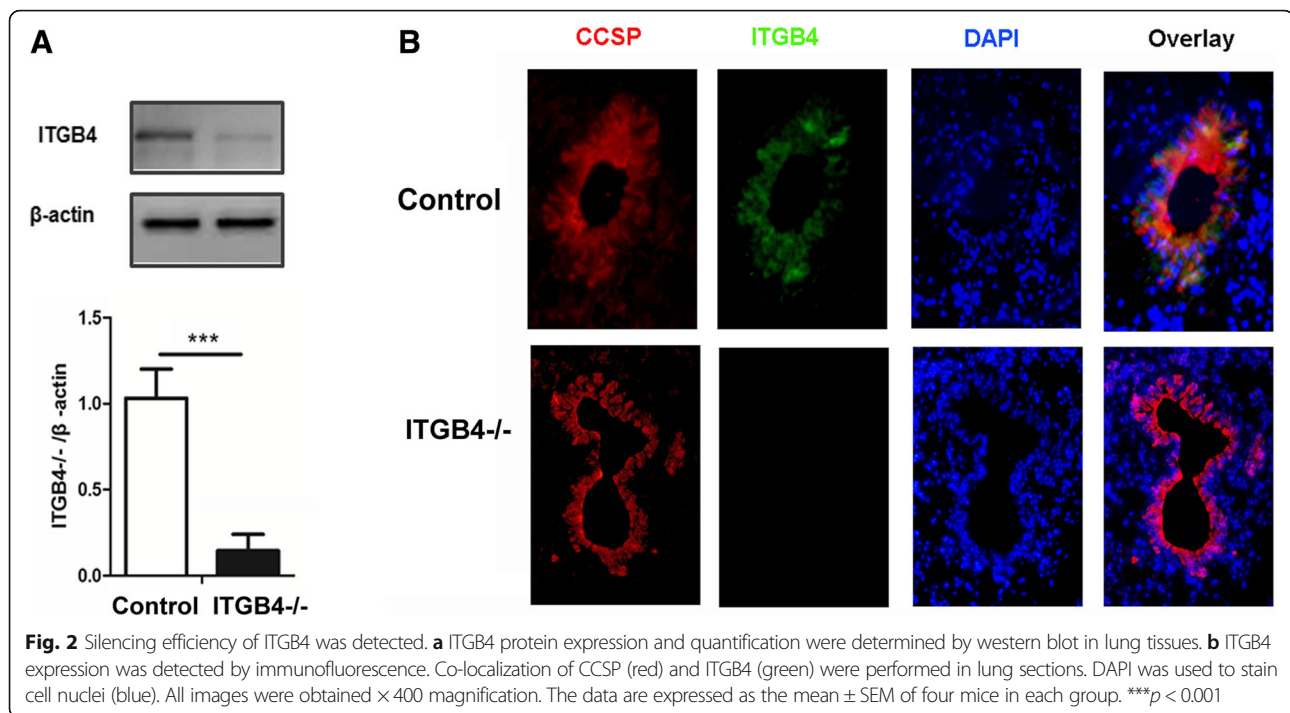 A
B
CCSP
ITGB4
DAPI
Overlay
ITGB4
β-actin
Control
ITGB4-/-
ITGB4-/- /β -actin
1.5
1.0
0.5
0.0
***
Control
ITGB4-/-
Fig. 2 Silencing efficiency of ITGB4 was detected. a ITGB4 protein expression and quantification were determined by western blot in lung tissues. b ITGB4
expression was detected by immunofluorescence. Co-localization of CCSP (red) and ITGB4 (green) were performed in lung sections. DAPI was used to stain
cell nuclei (blue). All images were obtained × 400 magnification. The data are expressed as the mean ± SEM of four mice in each group. ***p < 0.001